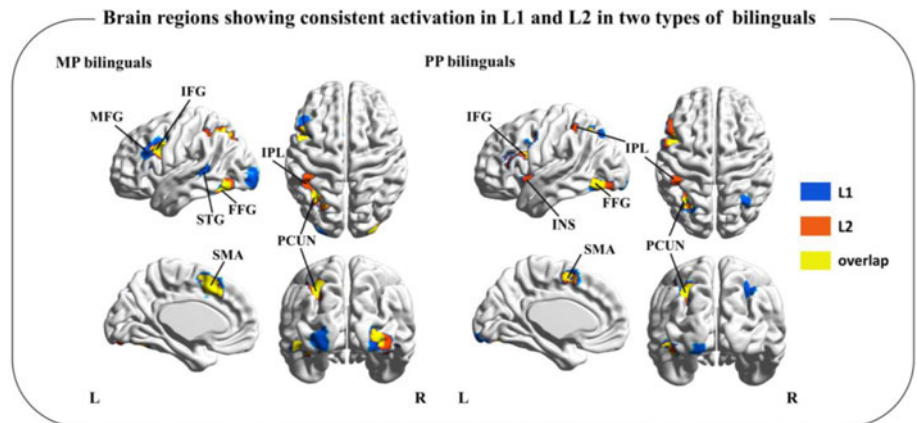 Brain regions showing consistent activation in L1 and L2 in two types of bilinguals
MP bilinguals
PP bilinguals
IFG
MFG
STG
FFG
IPL
PCUN
SMA
IFG
INS
FFG
IPL
PCUN
SMA
L1
L2
overlap
L
R
L
R